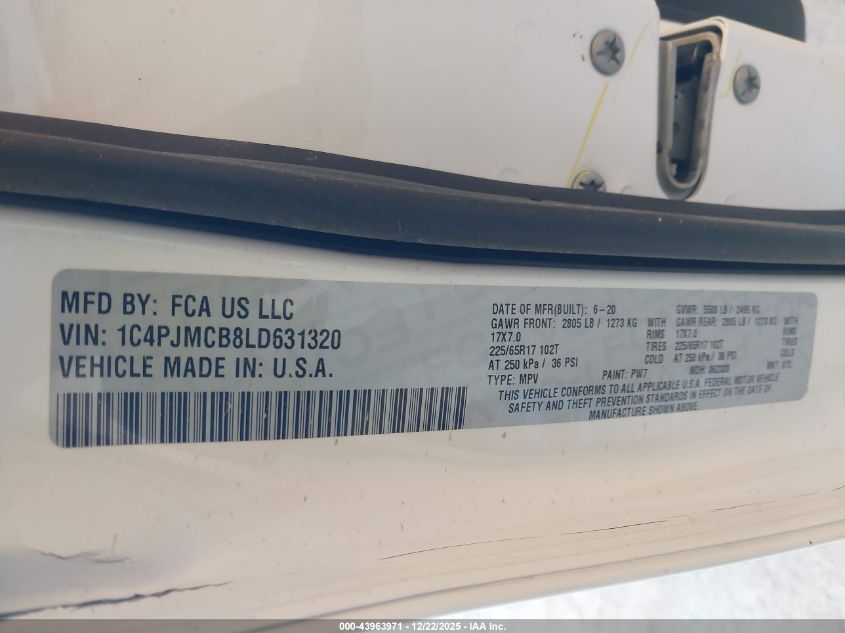 MFD BY: FCA US LLC
VIN: 1C4PJMCB8LD631320
VEHICLE MADE IN: U.S.A.
DATE OF MFR(BUILT): 6-20 GVWR: 5500 LB / 2495 KG
GAWR FRONT: 2805 LB / 1273 KG WITH GAWR REAR: 2805 LB / 1273 KG WITH
17X7.0 RIMS 17X7.0 RIMS
225/65R17 102T TIRES 225/65R17 102T TIRES
AT 250 kPa / 36 PSI COLD AT 250 kPa / 36 PSI COLD
TYPE: MPV PAINT: PW7 MDH: 062320
THIS VEHICLE CONFORMS TO ALL APPLICABLE U.S.A. FEDERAL MOTOR VEHICLE
SAFETY AND THEFT PREVENTION STANDARDS IN EFFECT ON THE DATE OF
MANUFACTURE SHOWN ABOVE.
000-43963971 - 12/22/2025 - IAA Inc.